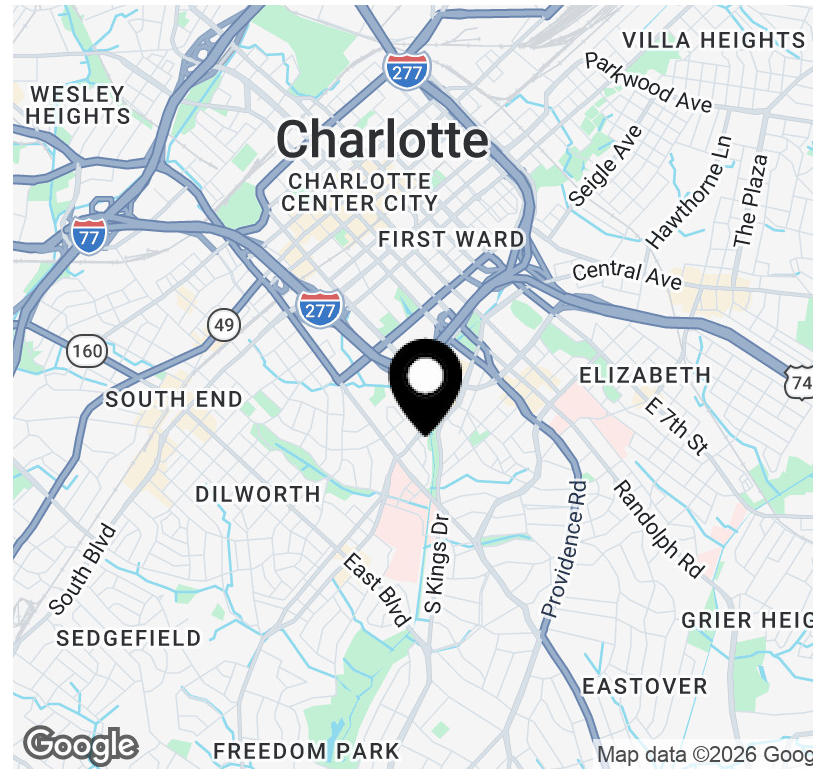 VILLA HEIGHTS
277
Parkwood Ave
WESLEY
HEIGHTS
Charlotte
Seigle Ave
Hawthorne Ln
The Plaza
CHARLOTTE
CENTER CITY
77
FIRST WARD
Central Ave
277
49
160
ELIZABETH
74
SOUTH END
E 7th St
DILWORTH
Randolph Rd
Providence Rd
S Kings Dr
South Blvd
East Blvd
GRIER HEIG
SEDGEFIELD
EASTOVER
Google
FREEDOM PARK
Map data ©2026 Goog